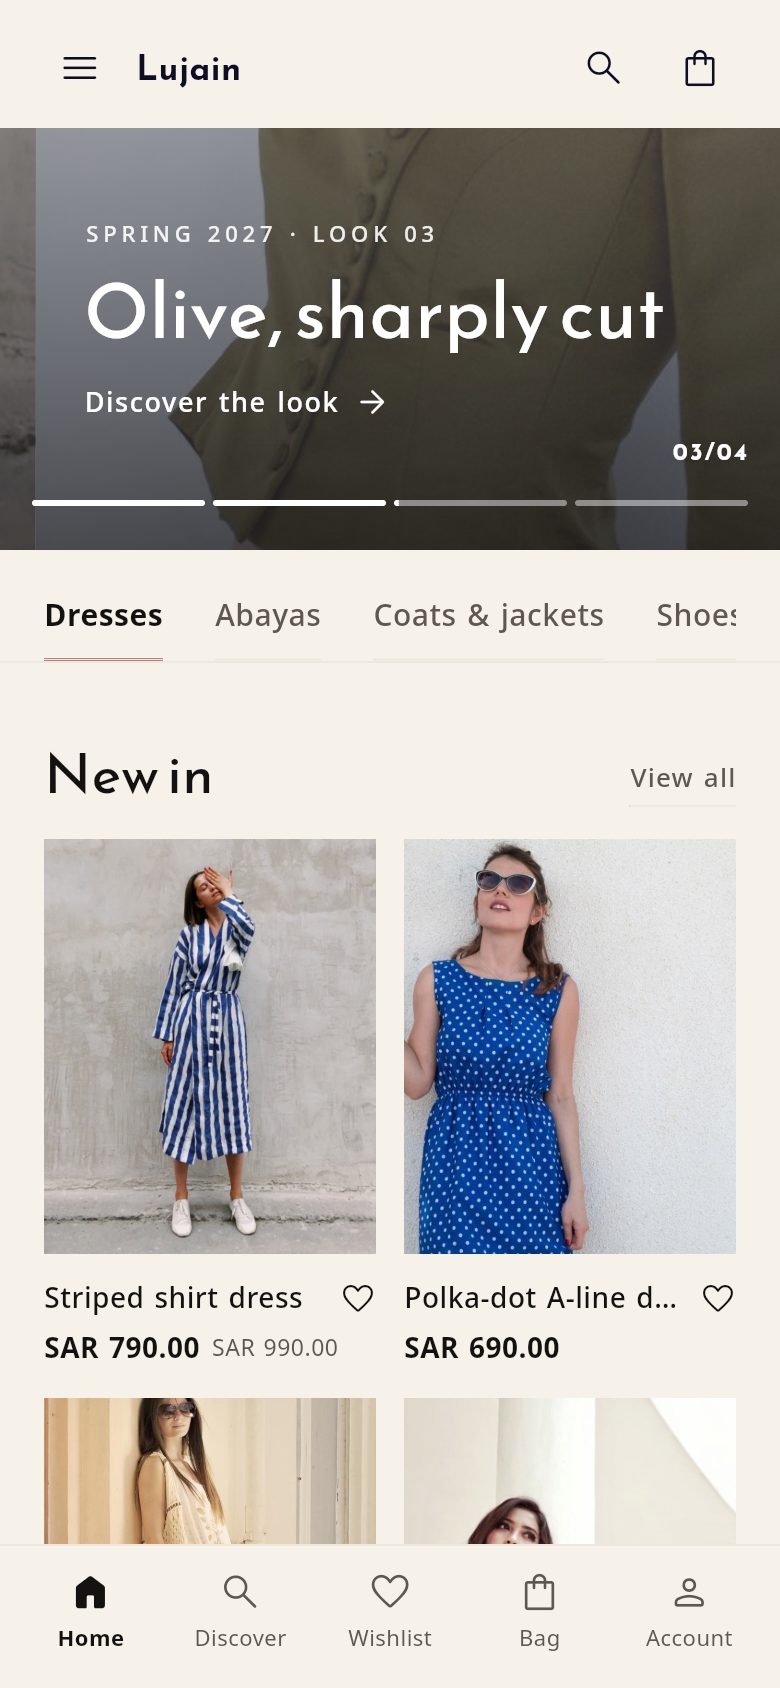 Lujain
SPRING 2027 · LOOK 03
Olive, sharply cut
Discover the look
03/04
Dresses Abayas Coats & jackets Shoes
New in
View all
Striped shirt dress
Polka-dot A-line d...
SAR 790.00 SAR 990.00
SAR 690.00
Home Discover Wishlist Bag Account